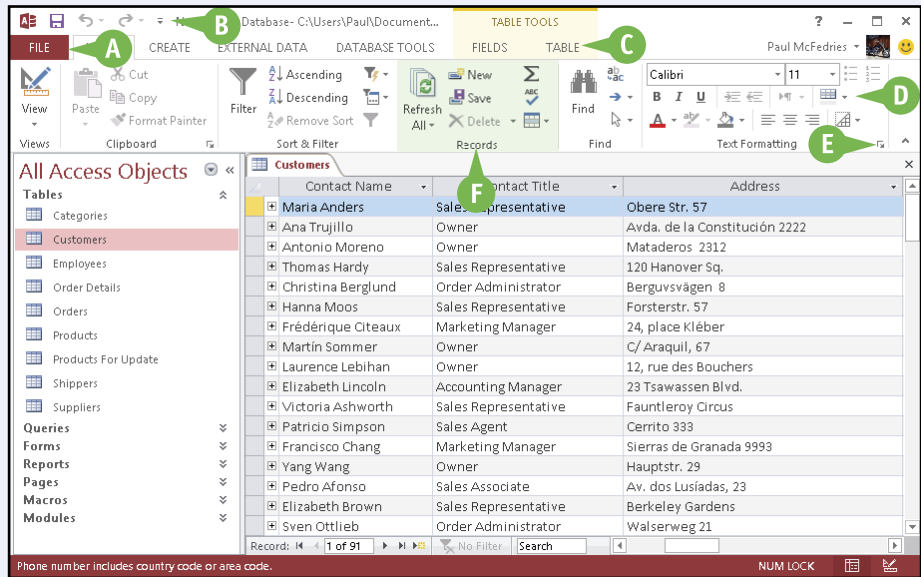 Database- C:\Users\Paul\Document...
TABLE TOOLS
?
B
FILE
A
CREATE
EXTERNAL DATA
DATABASE TOOLS
FIELDS
TABLE
C
Paul McFedries
View
Paste
Cut
Copy
Format Painter
Filter
Ascending
Descending
Remove Sort
Refresh
All
New
Save
Delete
Σ
ABC
Find
ab
ac
Calibri
11
B I U
D
A
ab
Views
Clipboard
Sort & Filter
Records
Find
Text Formatting
E
F
All Access Objects
Tables
Categories
Customers
Employees
Order Details
Orders
Products
Products For Update
Shippers
Suppliers
Queries
Forms
Reports
Pages
Macros
Modules
Customers
Contact Name Contact Title Address
Maria Anders Sales Representative Obere Str. 57
Ana Trujillo Owner Avda. de la Constitución 2222
Antonio Moreno Owner Mataderos 2312
Thomas Hardy Sales Representative 120 Hanover Sq.
Christina Berglund Order Administrator Berguvsvägen 8
Hanna Moos Sales Representative Forsterstr. 57
Frédérique Citeaux Marketing Manager 24, place Kléber
Martín Sommer Owner C/ Araquil, 67
Laurence Lebihan Owner 12, rue des Bouchers
Elizabeth Lincoln Accounting Manager 23 Tsawassen Blvd.
Victoria Ashworth Sales Representative Fauntleroy Circus
Patricio Simpson Sales Agent Cerrito 333
Francisco Chang Marketing Manager Sierras de Granada 9993
Yang Wang Owner Hauptstr. 29
Pedro Afonso Sales Associate Av. dos Lusíadas, 23
Elizabeth Brown Sales Representative Berkeley Gardens
Sven Ottlieb Order Administrator Walserweg 21
Record: 1 of 91 No Filter Search
Phone number includes country code or area code.
NUM LOCK